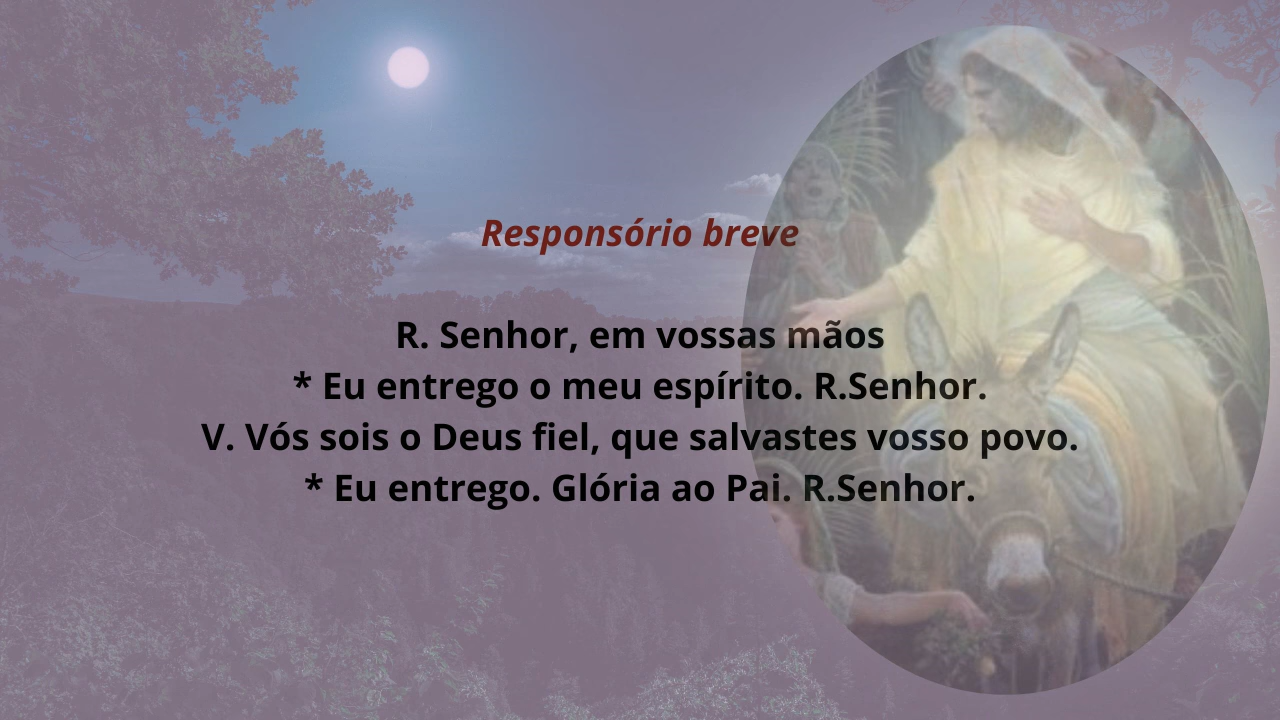 Responsório breve
R. Senhor, em vossas mãos
* Eu entrego o meu espírito. R.Senhor.
V. Vós sois o Deus fiel, que salvastes vosso povo.
* Eu entrego. Glória ao Pai. R.Senhor.